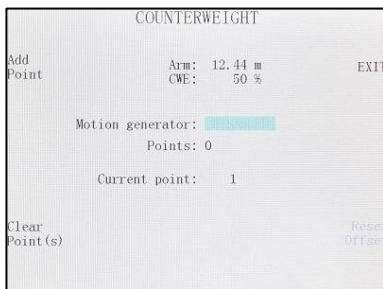 COUNTERWEIGHT
Add
Point
Arm: 12.44 m
CWE: 50 %
EXIT
Motion generator:
Points: 0
Current point: 1
Clear
Point(s)
Reset
Offset